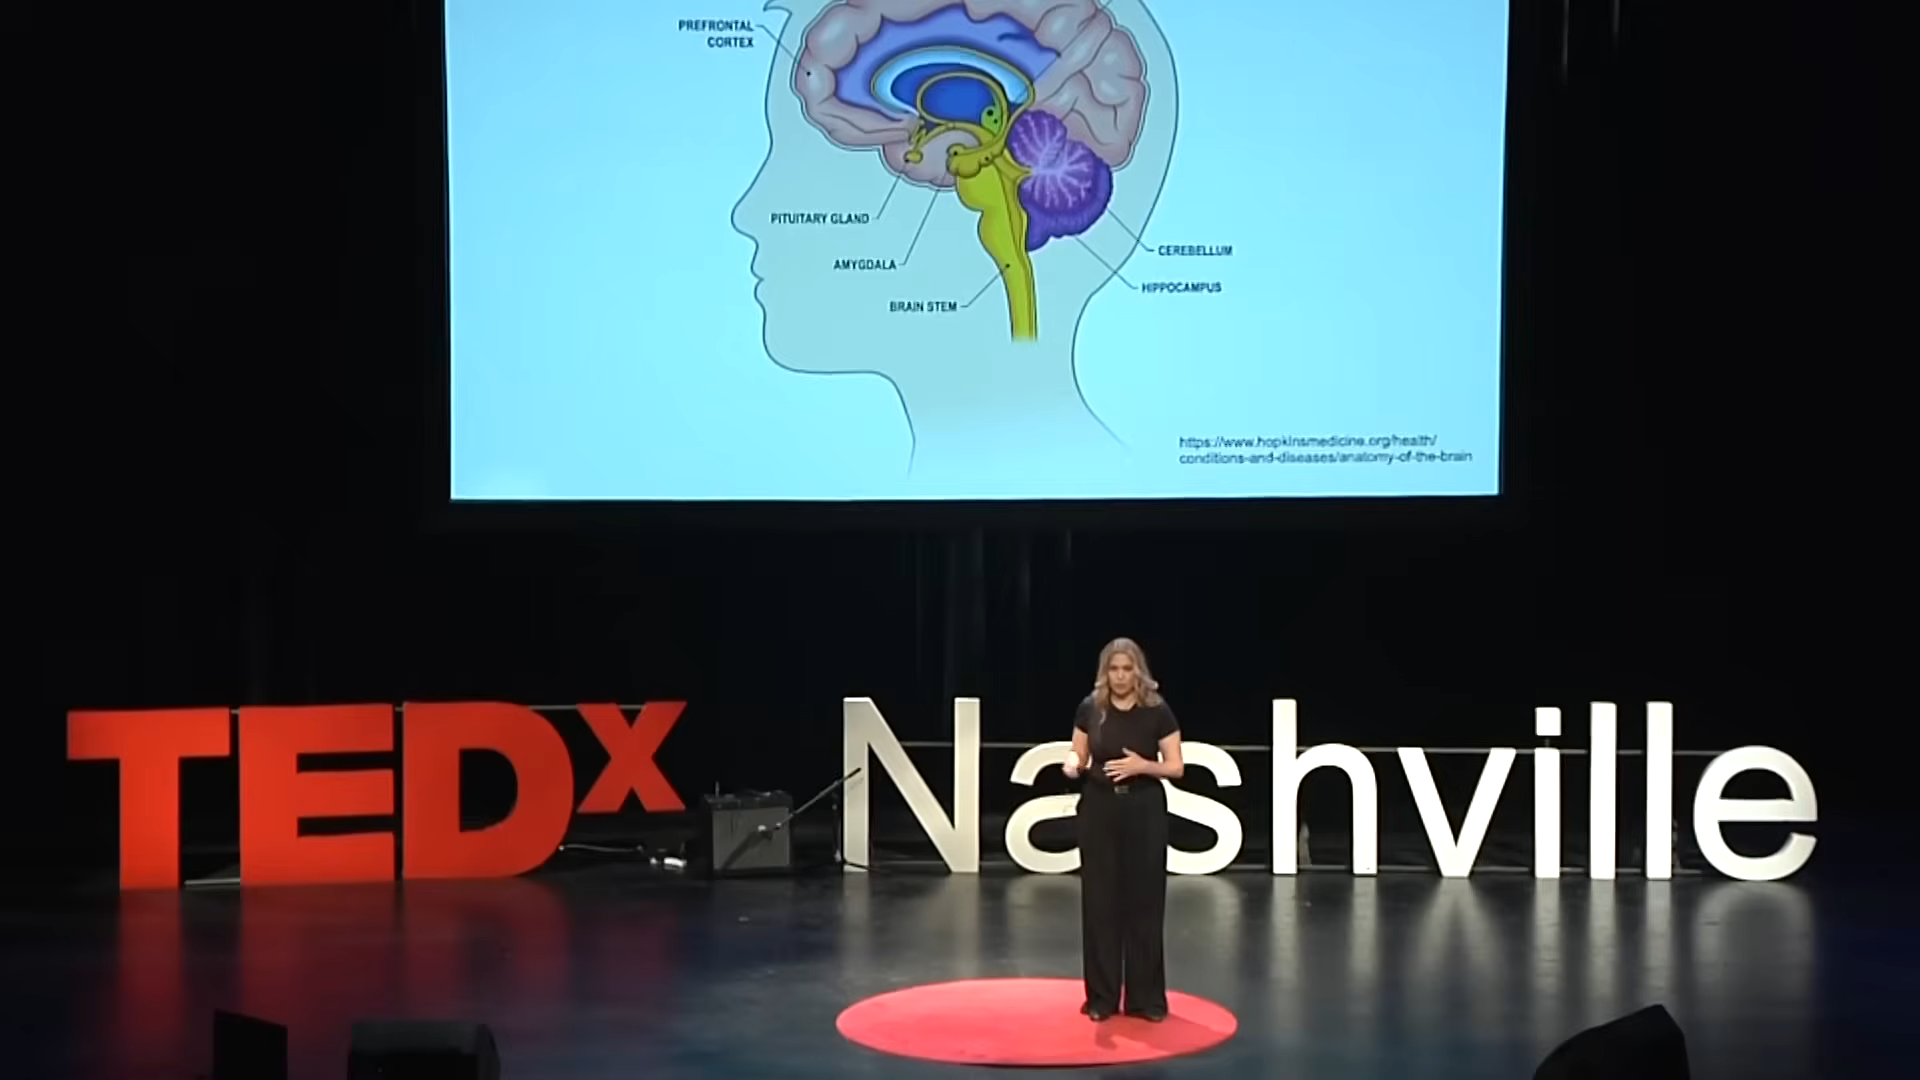 PREFRONTAL
CORTEX
PITUITARY GLAND
AMYGDALA
BRAIN STEM
CEREBELLUM
HIPPOCAMPUS
https://www.hopkinsmedicine.org/health/
conditions-and-diseases/anatomy-of-the-brain
TEDx Nashville